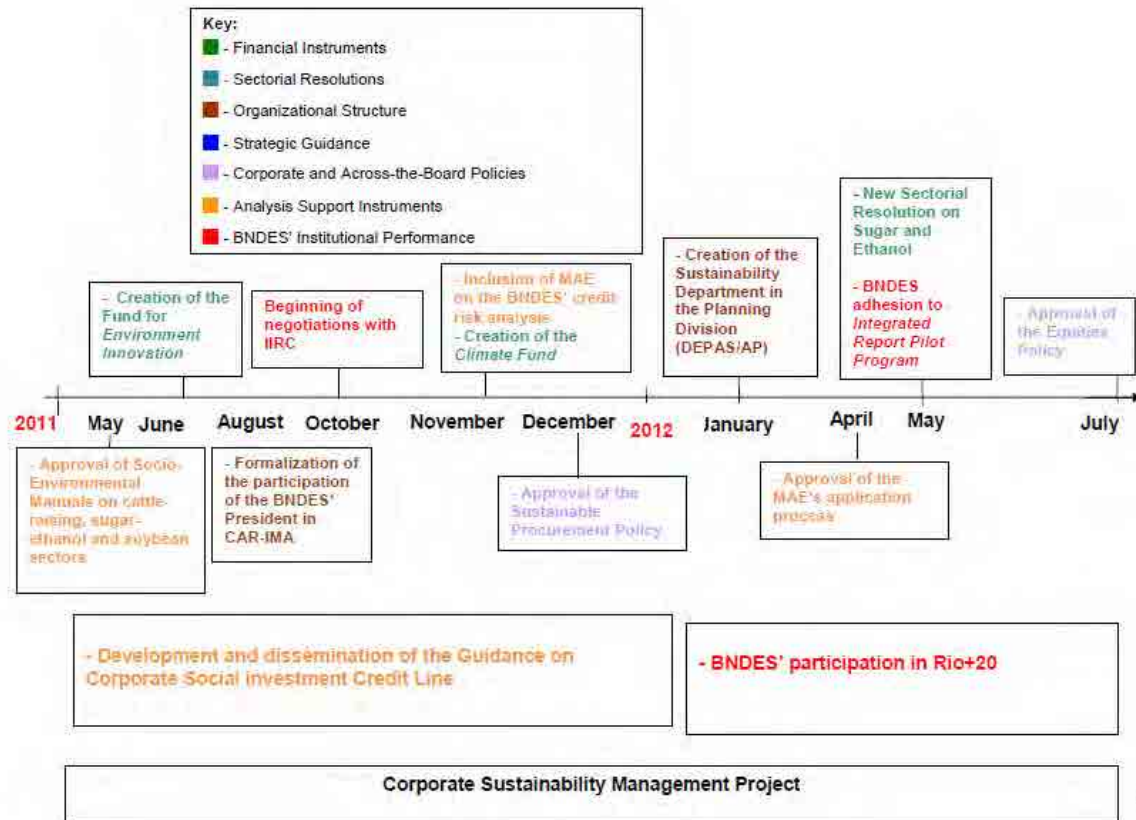 Key:
- Financial Instruments
- Sectorial Resolutions
- Organizational Structure
- Strategic Guidance
- Corporate and Across-the-Board Policies
- Analysis Support Instruments
- BNDES' Institutional Performance
- Creation of the
Fund for
Environment
Innovation
Beginning of
negotiations with
IIRC
- Inclusion of MAE
on the BNDES' credit
risk analysis
- Creation of the
Climate Fund
- Creation of the
Sustainability
Department in
the Planning
Division
(DEPAS/AP)
- New Sectorial
Resolution on
Sugar and
Ethanol
- BNDES
adhesion to
Integrated
Report Pilot
Program
- Approval of
the Equities
Policy
2011 May June August October November December 2012 January April May July
- Approval of Socio-
Environmental
Manuals on cattle-
raising, sugar-
ethanol and soybean
sectors
- Formalization of
the participation
of the BNDES'
President in
CAR-IMA
- Approval of the
Sustainable
Procurement Policy
- Approval of the
MAE's application
process
- Development and dissemination of the Guidance on
Corporate Social investment Credit Line
- BNDES' participation in Rio+20
Corporate Sustainability Management Project